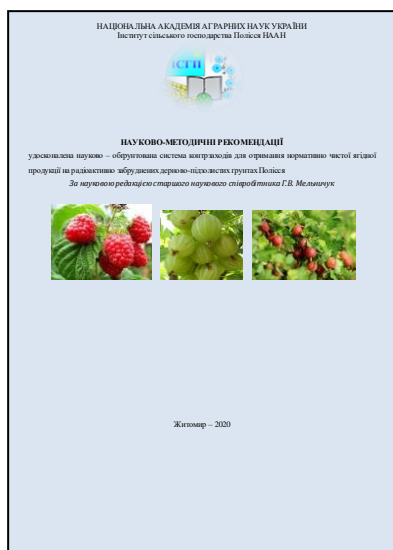 НАЦІОНАЛЬНА АКАДЕМІЯ АГРАРНИХ НАУК УКРАЇНИ
Інститут сільського господарства Полісся НААН
ІСГП
НАУКОВО-МЕТОДИЧНІ РЕКОМЕНДАЦІЇ
удосконалена науково – обґрунтована система контрзаходів для отримання нормативно чистої ягідної
продукції на радіоактивно забруднених дерново-підзолистих ґрунтах Полісся
За науковою редакцією старшого наукового співробітника Г.В. Мельничук
Житомир – 2020